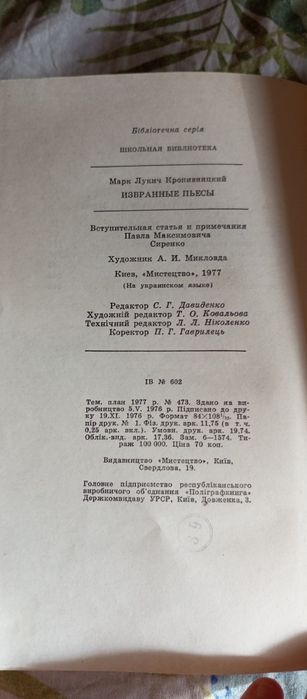 Бібліотечна серія
ШКОЛЬНАЯ БИБЛИОТЕКА
Марк Лукич Кропивницкий
ИЗБРАННЫЕ ПЬЕСЫ
Вступительная статья и примечания
Павла Максимовича
Сиренко
Художник А. И. Микловда
Киев, «Мистецтво», 1977
(На украинском языке)
Редактор С. Г. Давиденко
Художній редактор Т. О. Ковальова
Технічний редактор Л. Л. Ніколенко
Коректор П. Г. Гаврилець
ІВ № 602
Тем. план 1977 р. № 473. Здано на ви-
робництво 5.V. 1976 р. Підписано до дру-
ку 19.XI. 1976 р. Формат 84×108¹/₃₂. Па-
пір друк. № 1. Фіз. друк. арк. 11,75 (в т. ч.
0,25 арк. вкл.). Умовн. друк. арк. 19,74.
Облік.-вид. арк. 17,36. Зам. 6—1574. Ти-
раж 100 000. Ціна 70 коп.
Видавництво «Мистецтво», Київ,
Свердлова, 19.
Головне підприємство республіканського
виробничого об'єднання «Поліграфкнига»
Держкомвидаву УРСР, Київ, Довженка, 3.